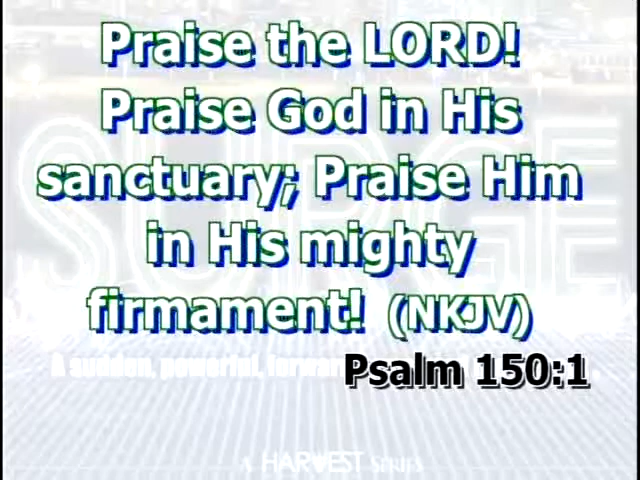 Praise the LORD!
Praise God in His
sanctuary; Praise Him
in His mighty
firmament! (NKJV)
Psalm 150:1
SURGE
A sudden, powerful, forward
A HARVEST SERIES